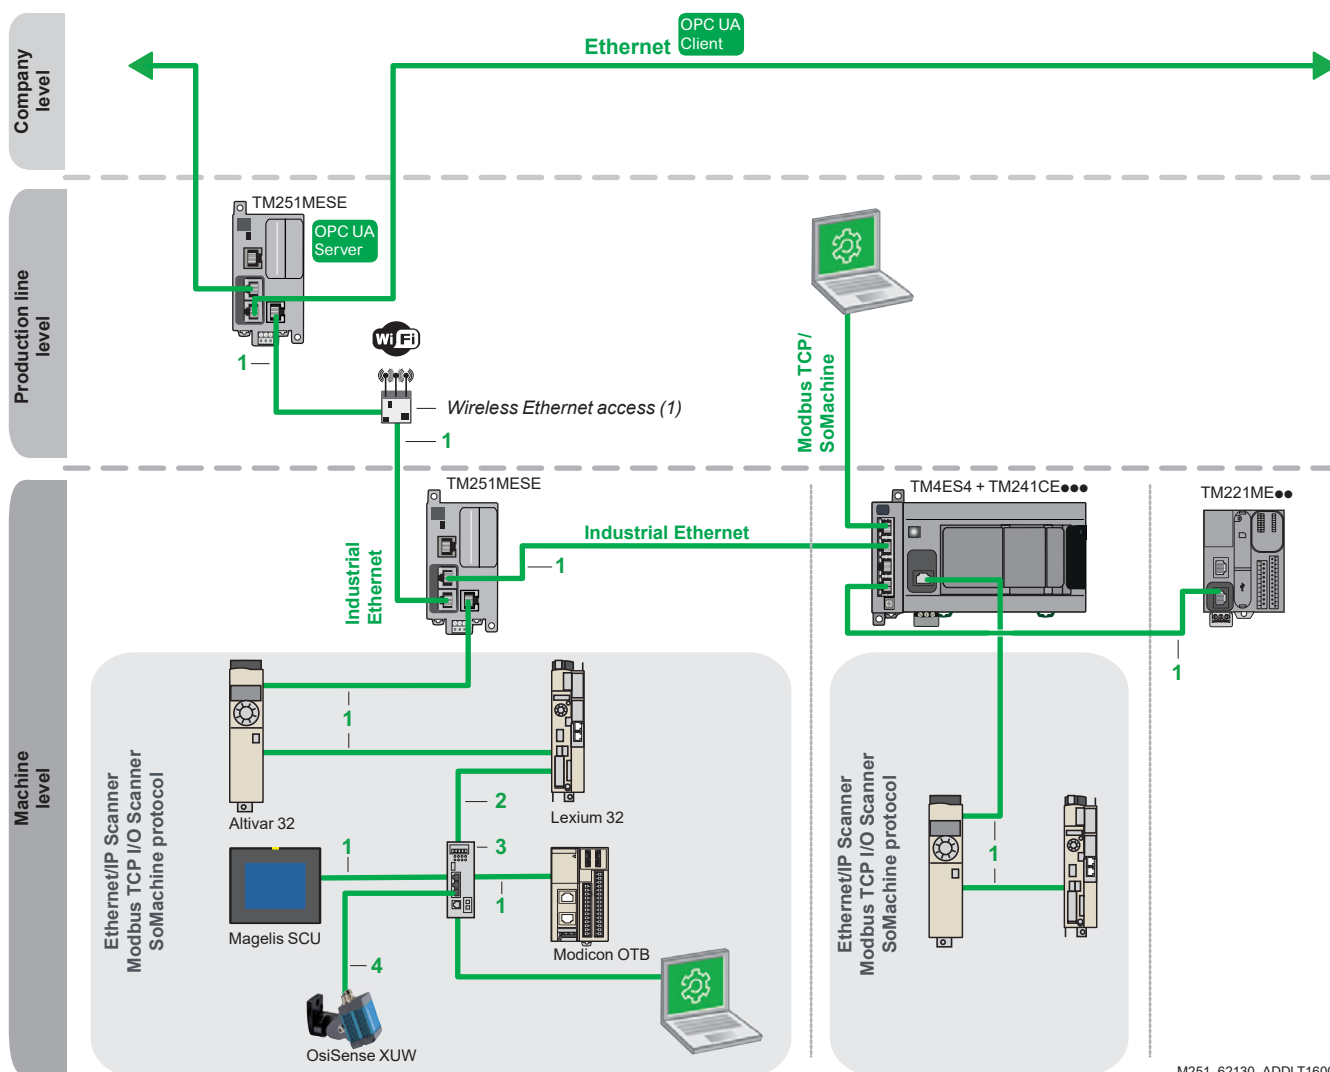 Company
level
Ethernet
OPC UA
Client
Production line
level
TM251MESE
OPC UA
Server
1
WiFi
Wireless Ethernet access (1)
1
Modbus TCP/
SoMachine
Machine
level
TM251MESE
Industrial
Ethernet
Industrial Ethernet
1
TM4ES4 + TM241CE●●●
TM221ME●●
1
Ethernet/IP Scanner
Modbus TCP I/O Scanner
SoMachine protocol
1
Altivar 32
Lexium 32
2
3
1
1
Magelis SCU
Modicon OTB
4
OsiSense XUW
Ethernet/IP Scanner
Modbus TCP I/O Scanner
SoMachine protocol
1